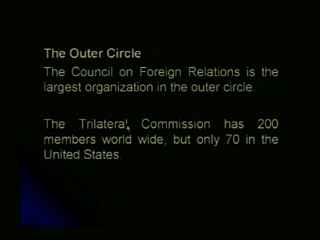 The Outer Circle
The Council on Foreign Relations is the
largest organization in the outer circle.
The Trilateral Commission has 200
members world wide, but only 70 in the
United States.